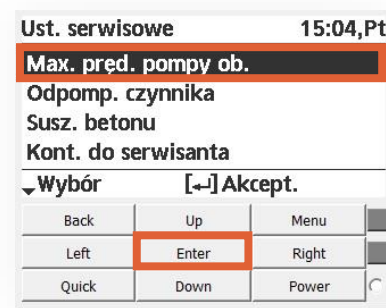 Ust. serwisowe 15:04,Pt
Max. pręd. pompy ob.
Odpomp. czynnika
Susz. betonu
Kont. do serwisanta
Wybór [↵] Akcept.
Back Up Menu
Left Enter Right
Quick Down Power